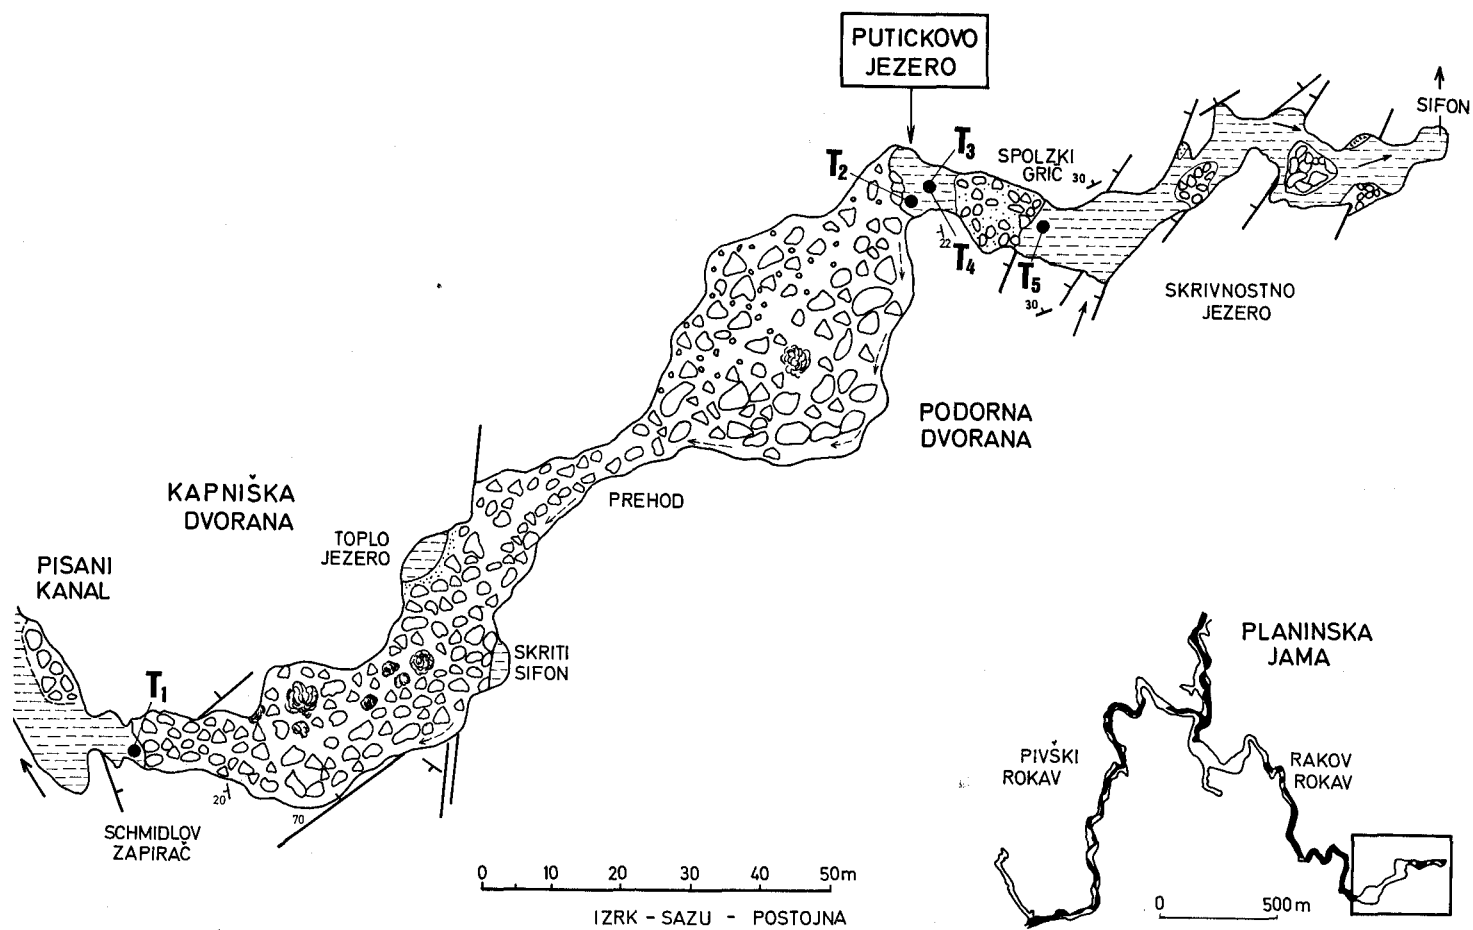 PUTICKOVO
JEZERO
SIFON
T3
T2
SPOLZKI
GRIČ
30
22
T4
T5
30
SKRIVNOSTNO
JEZERO
PODORNA
DVORANA
KAPNIŠKA
DVORANA
PREHOD
TOPLO
JEZERO
PISANI
KANAL
SKRITI
SIFON
T1
20
70
SCHMIDLOV
ZAPIRAČ
PLANINSKA
JAMA
PIVŠKI
ROKAV
RAKOV
ROKAV
0 10 20 30 40 50m
0 500m
IZRK - SAZU - POSTOJNA